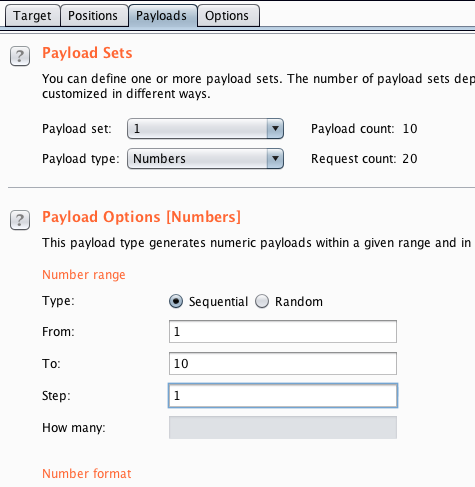 Target Positions Payloads Options
? Payload Sets
You can define one or more payload sets. The number of payload sets dep
customized in different ways.
Payload set: 1 Payload count: 10
Payload type: Numbers Request count: 20
? Payload Options [Numbers]
This payload type generates numeric payloads within a given range and in
Number range
Type: Sequential Random
From: 1
To: 10
Step: 1
How many:
Number format